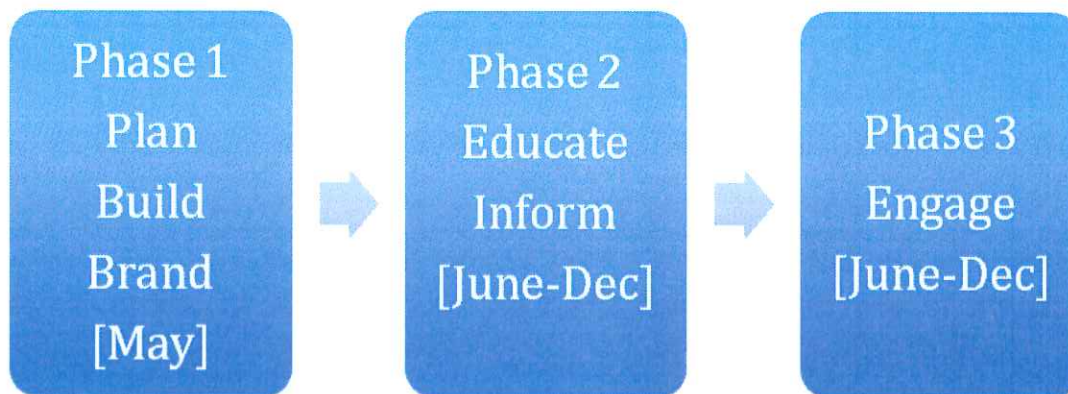 Phase 1
Plan
Build
Brand
[May]
Phase 2
Educate
Inform
[June-Dec]
Phase 3
Engage
[June-Dec]